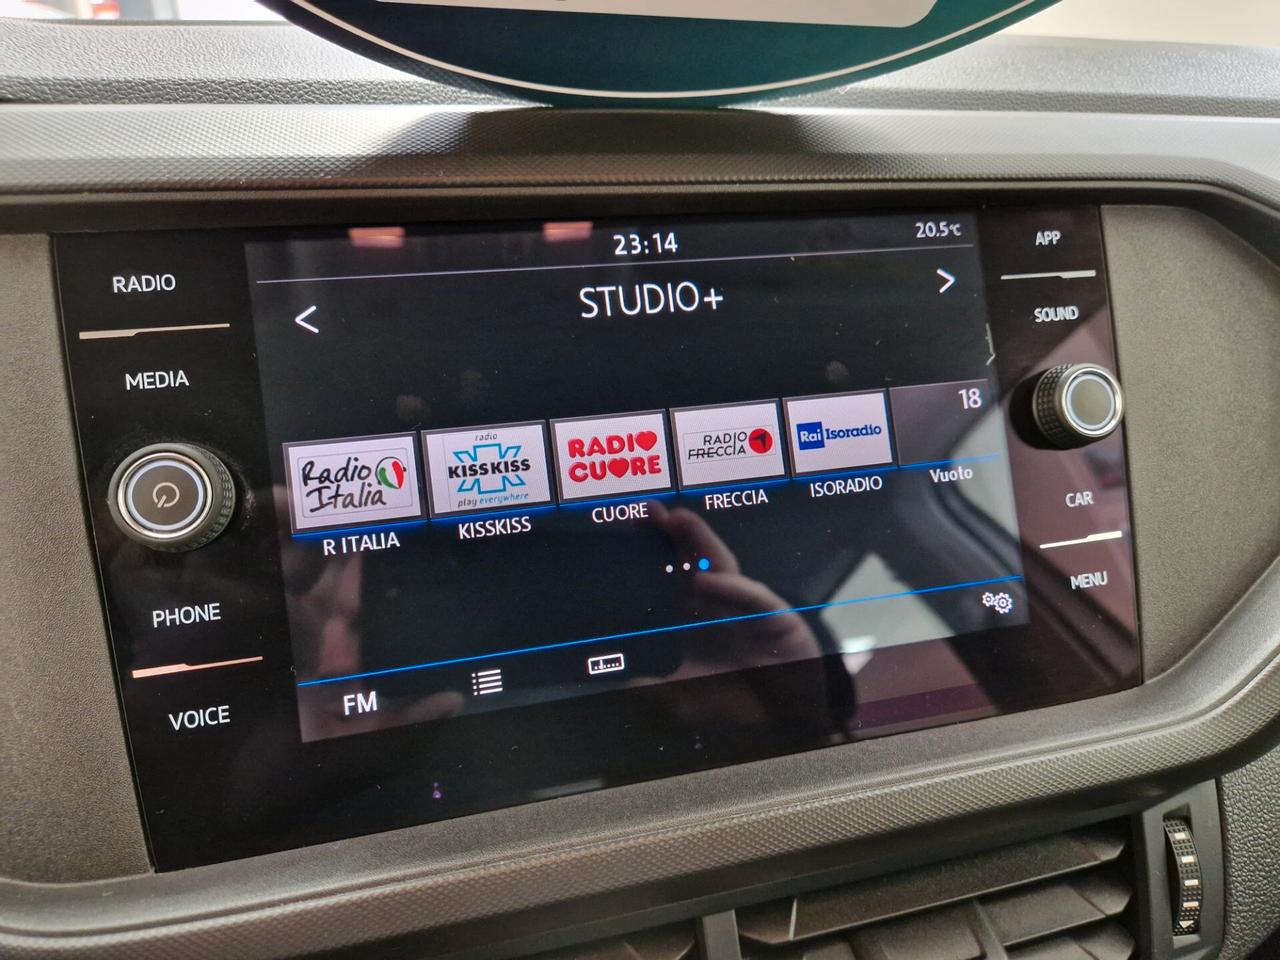 23:14
20.5°C
APP
RADIO
< STUDIO+ >
SOUND
MEDIA
18
Radio Italia
radio KISSKISS play everywhere
RADIO CUORE
RADIO FRECCIA
Rai Isoradio
R ITALIA
KISSKISS
CUORE
FRECCIA
ISORADIO
Vuoto
CAR
PHONE
MENU
VOICE
FM